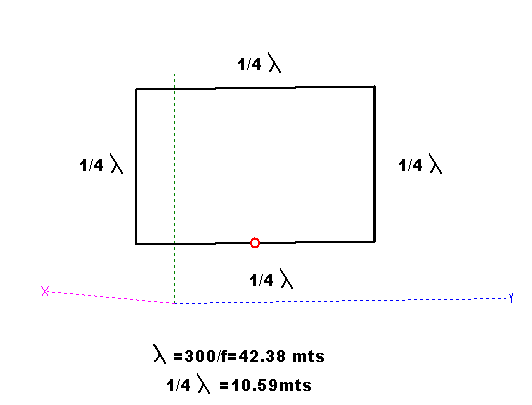 1/4 λ
1/4 λ
1/4 λ
1/4 λ
X
Y
λ =300/f=42.38 mts
1/4 λ =10.59mts